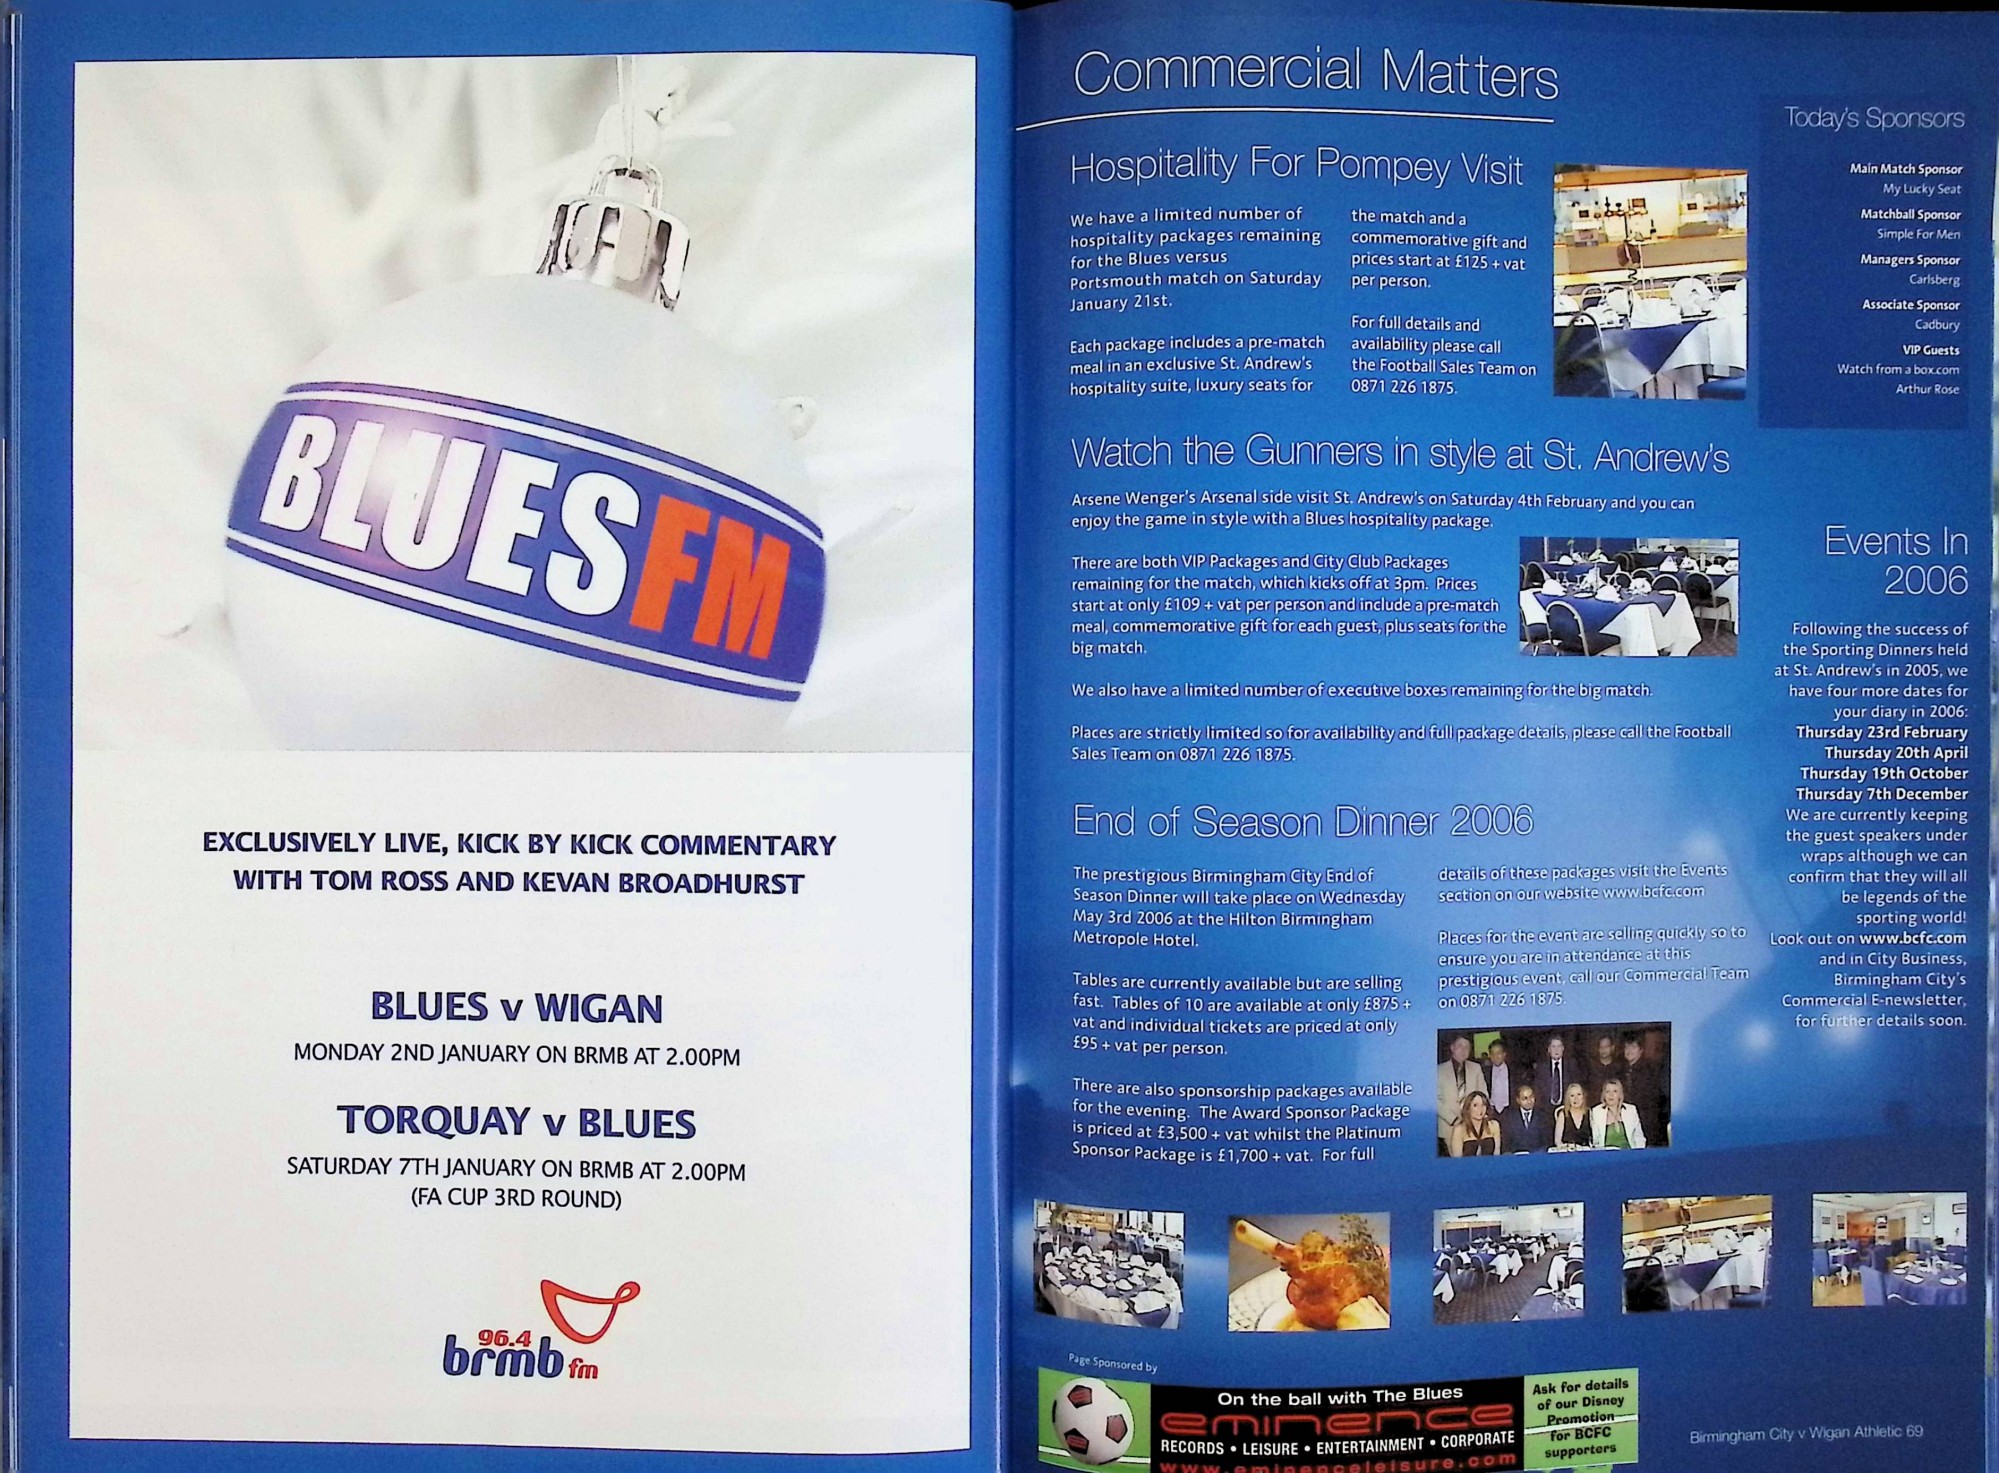 BLUESFM
EXCLUSIVELY LIVE, KICK BY KICK COMMENTARY
WITH TOM ROSS AND KEVAN BROADHURST
BLUES v WIGAN
MONDAY 2ND JANUARY ON BRMB AT 2.00PM
TORQUAY v BLUES
SATURDAY 7TH JANUARY ON BRMB AT 2.00PM
(FA CUP 3RD ROUND)
96.4
brmb fm
Commercial Matters
Hospitality For Pompey Visit
We have a limited number of
hospitality packages remaining
for the Blues versus
Portsmouth match on Saturday
January 21st.
Each package includes a pre-match
meal in an exclusive St. Andrew's
hospitality suite, luxury seats for
the match and a
commemorative gift and
prices start at £125 + vat
per person.
For full details and
availability please call
the Football Sales Team on
0871 226 1875.
Today's Sponsors
Main Match Sponsor
My Lucky Seat
Matchball Sponsor
Simple For Men
Managers Sponsor
Carlsberg
Associate Sponsor
Cadbury
VIP Guests
Watch from a box.com
Arthur Rose
Watch the Gunners in style at St. Andrew's
Arsene Wenger's Arsenal side visit St. Andrew's on Saturday 4th February and you can
enjoy the game in style with a Blues hospitality package.
There are both VIP Packages and City Club Packages
remaining for the match, which kicks off at 3pm. Prices
start at only £109 + vat per person and include a pre-match
meal, commemorative gift for each guest, plus seats for the
big match.
We also have a limited number of executive boxes remaining for the big match.
Places are strictly limited so for availability and full package details, please call the Football
Sales Team on 0871 226 1875.
End of Season Dinner 2006
The prestigious Birmingham City End of
Season Dinner will take place on Wednesday
May 3rd 2006 at the Hilton Birmingham
Metropole Hotel.
Tables are currently available but are selling
fast. Tables of 10 are available at only £875 +
vat and individual tickets are priced at only
£95 + vat per person.
There are also sponsorship packages available
for the evening. The Award Sponsor Package
is priced at £3,500 + vat whilst the Platinum
Sponsor Package is £1,700 + vat. For full
details of these packages visit the Events
section on our website www.bcfc.com
Places for the event are selling quickly so to
ensure you are in attendance at this
prestigious event, call our Commercial Team
on 0871 226 1875.
Events In
2006
Following the success of
the Sporting Dinners held
at St. Andrew's in 2005, we
have four more dates for
your diary in 2006:
Thursday 23rd February
Thursday 20th April
Thursday 19th October
Thursday 7th December
We are currently keeping
the guest speakers under
wraps although we can
confirm that they will all
be legends of the
sporting world!
Look out on www.bcfc.com
and in City Business,
Birmingham City's
Commercial E-newsletter,
for further details soon.
Page Sponsored by
On the ball with The Blues
eminence
RECORDS • LEISURE • ENTERTAINMENT • CORPORATE
www.eminenceleisure.com
Ask for details
of our Disney
Promotion
for BCFC
supporters
Birmingham City v Wigan Athletic 69